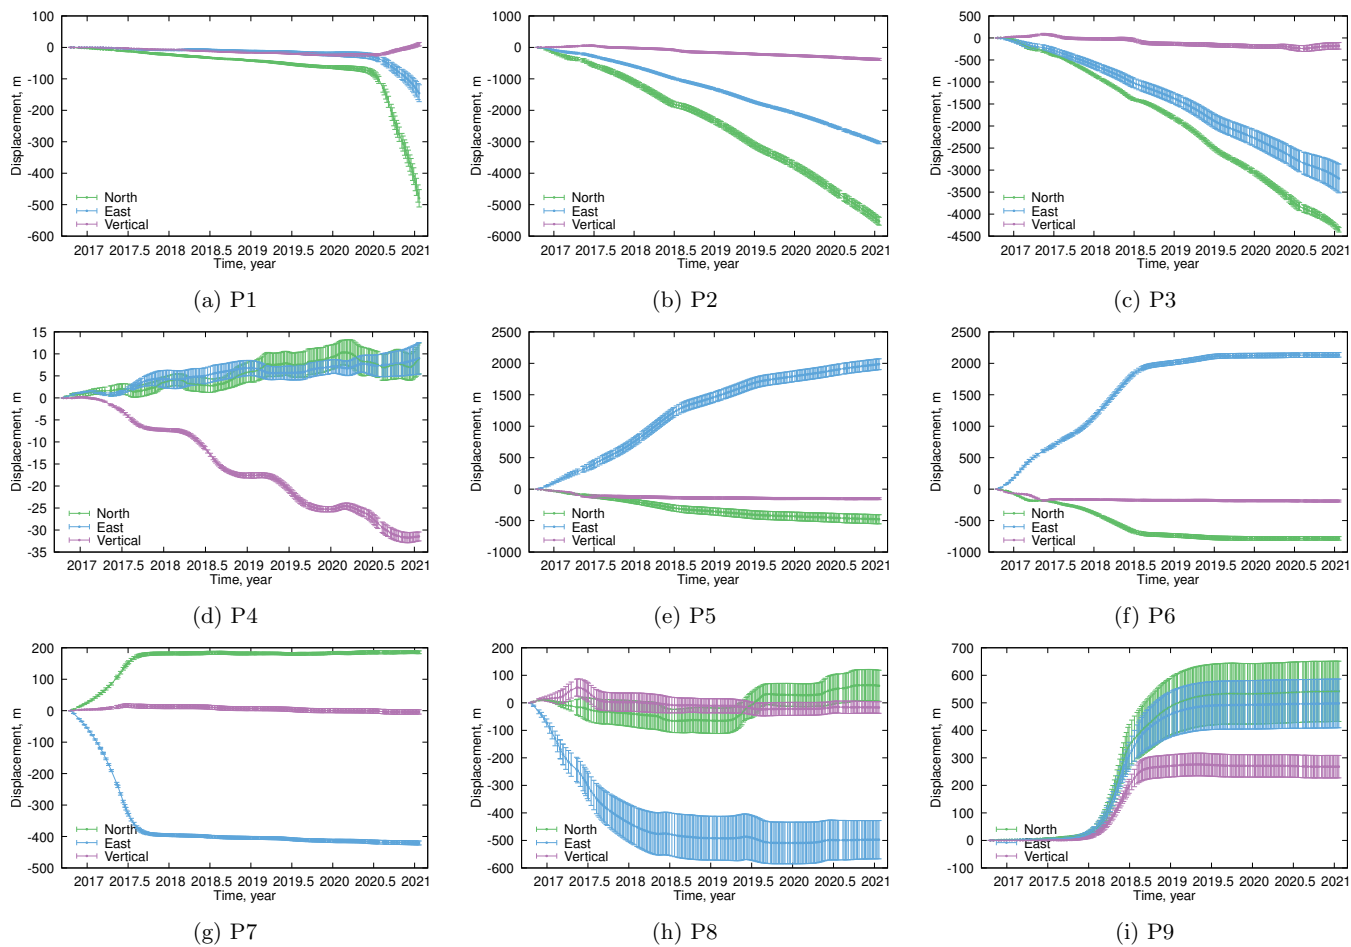 100
0
-100
-200
-300
-400
-500
-600
Displacement, m
North
East
Vertical
2017 2017.5 2018 2018.5 2019 2019.5 2020 2020.5 2021
Time, year
(a) P1
1000
0
-1000
-2000
-3000
-4000
-5000
-6000
Displacement, m
North
East
Vertical
2017 2017.5 2018 2018.5 2019 2019.5 2020 2020.5 2021
Time, year
(b) P2
500
0
-500
-1000
-1500
-2000
-2500
-3000
-3500
-4000
-4500
Displacement, m
North
East
Vertical
2017 2017.5 2018 2018.5 2019 2019.5 2020 2020.5 2021
Time, year
(c) P3
15
10
5
0
-5
-10
-15
-20
-25
-30
-35
Displacement, m
North
East
Vertical
2017 2017.5 2018 2018.5 2019 2019.5 2020 2020.5 2021
Time, year
(d) P4
2500
2000
1500
1000
500
0
-500
-1000
Displacement, m
North
East
Vertical
2017 2017.5 2018 2018.5 2019 2019.5 2020 2020.5 2021
Time, year
(e) P5
2500
2000
1500
1000
500
0
-500
-1000
Displacement, m
North
East
Vertical
2017 2017.5 2018 2018.5 2019 2019.5 2020 2020.5 2021
Time, year
(f) P6
200
100
0
-100
-200
-300
-400
-500
Displacement, m
North
East
Vertical
2017 2017.5 2018 2018.5 2019 2019.5 2020 2020.5 2021
Time, year
(g) P7
200
100
0
-100
-200
-300
-400
-500
-600
Displacement, m
North
East
Vertical
2017 2017.5 2018 2018.5 2019 2019.5 2020 2020.5 2021
Time, year
(h) P8
700
600
500
400
300
200
100
0
-100
Displacement, m
North
East
Vertical
2017 2017.5 2018 2018.5 2019 2019.5 2020 2020.5 2021
Time, year
(i) P9